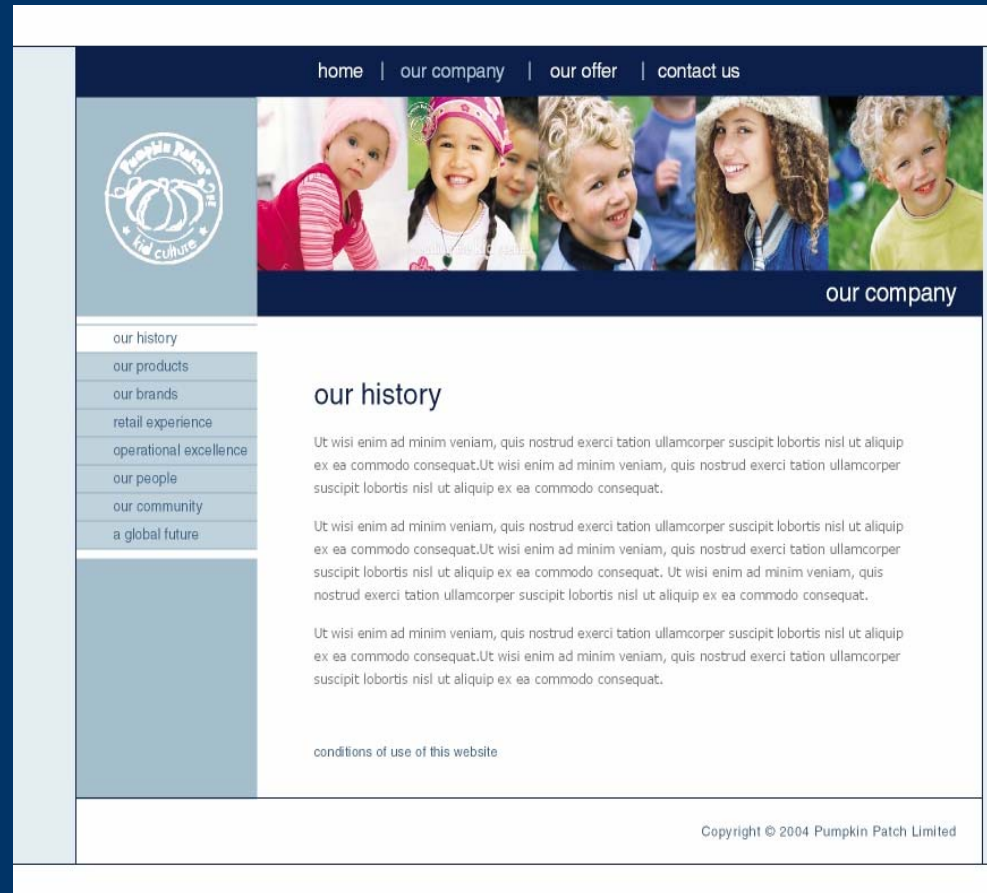 home | our company | our offer | contact us
Pumpkin Patch
kid culture
our company
our history
our products
our brands
retail experience
operational excellence
our people
our community
a global future
our history
Ut wisi enim ad minim veniam, quis nostrud exerci tation ullamcorper suscipit lobortis nisl ut aliquip
ex ea commodo consequat.Ut wisi enim ad minim veniam, quis nostrud exerci tation ullamcorper
suscipit lobortis nisl ut aliquip ex ea commodo consequat.
Ut wisi enim ad minim veniam, quis nostrud exerci tation ullamcorper suscipit lobortis nisl ut aliquip
ex ea commodo consequat.Ut wisi enim ad minim veniam, quis nostrud exerci tation ullamcorper
suscipit lobortis nisl ut aliquip ex ea commodo consequat. Ut wisi enim ad minim veniam, quis
nostrud exerci tation ullamcorper suscipit lobortis nisl ut aliquip ex ea commodo consequat.
Ut wisi enim ad minim veniam, quis nostrud exerci tation ullamcorper suscipit lobortis nisl ut aliquip
ex ea commodo consequat.Ut wisi enim ad minim veniam, quis nostrud exerci tation ullamcorper
suscipit lobortis nisl ut aliquip ex ea commodo consequat.
conditions of use of this website
Copyright © 2004 Pumpkin Patch Limited